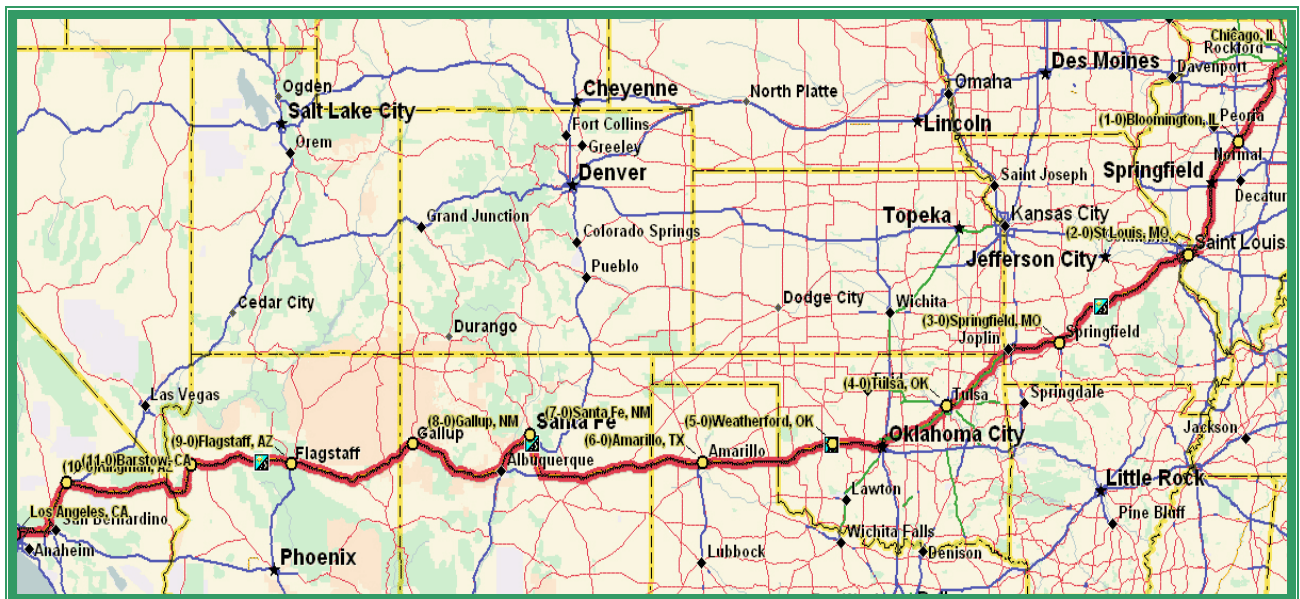 Chicago, IL
Rockford
Des Moines
Davenport
Ogden
Omaha
Cheyenne
North Platte
Salt Lake City
(1-0)Bloomington, IL
Peoria
Fort Collins
Lincoln
Orem
Greeley
Normal
Denver
Springfield
Saint Joseph
Decatur
Grand Junction
Topeka
Kansas City
Colorado Springs
(2-0)St Louis, MO
Saint Louis
Jefferson City
Pueblo
Cedar City
Dodge City
Wichita
(3-0)Springfield, MO
Durango
Joplin
Springfield
(4-0)Tulsa, OK
Las Vegas
Tulsa
Springdale
(7-0)Santa Fe, NM
(8-0)Gallup, NM
Santa Fe
(5-0)Weatherford, OK
Jackson
Gallup
(9-0)Flagstaff, AZ
(6-0)Amarillo, TX
Oklahoma City
Flagstaff
Amarillo
(11-0)Barstow, CA
Albuquerque
Little Rock
Lawton
Los Angeles, CA
San Bernardino
Pine Bluff
Wichita Falls
Anaheim
Phoenix
Lubbock
Denison